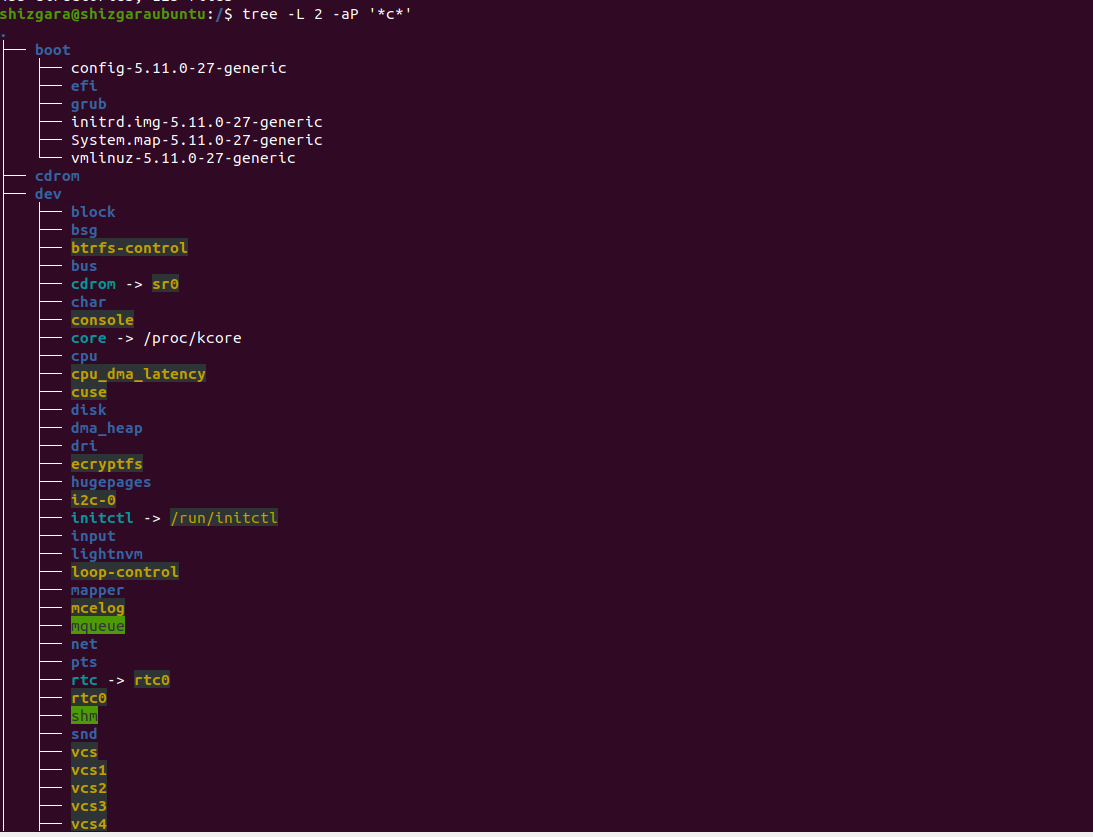 shizgara@shizgaraubuntu:/$ tree -L 2 -aP '*c*'
.
├── boot
│   ├── config-5.11.0-27-generic
│   ├── efi
│   ├── grub
│   ├── initrd.img-5.11.0-27-generic
│   ├── System.map-5.11.0-27-generic
│   └── vmlinuz-5.11.0-27-generic
├── cdrom
├── dev
│   ├── block
│   ├── bsg
│   ├── btrfs-control
│   ├── bus
│   ├── cdrom -> sr0
│   ├── char
│   ├── console
│   ├── core -> /proc/kcore
│   ├── cpu
│   ├── cpu_dma_latency
│   ├── cuse
│   ├── disk
│   ├── dma_heap
│   ├── dri
│   ├── ecryptfs
│   ├── hugepages
│   ├── i2c-0
│   ├── initctl -> /run/initctl
│   ├── input
│   ├── lightnvm
│   ├── loop-control
│   ├── mapper
│   ├── mcelog
│   ├── mqueue
│   ├── net
│   ├── pts
│   ├── rtc -> rtc0
│   ├── rtc0
│   ├── shm
│   ├── snd
│   ├── vcs
│   ├── vcs1
│   ├── vcs2
│   ├── vcs3
│   ├── vcs4